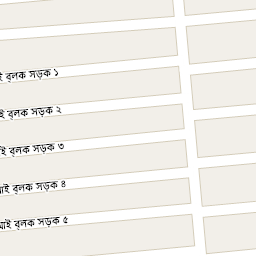 ই ব্লক সড়ক ১
ই ব্লক সড়ক ২
াই ব্লক সড়ক ৩
আই ব্লক সড়ক ৪
আই ব্লক সড়ক ৫